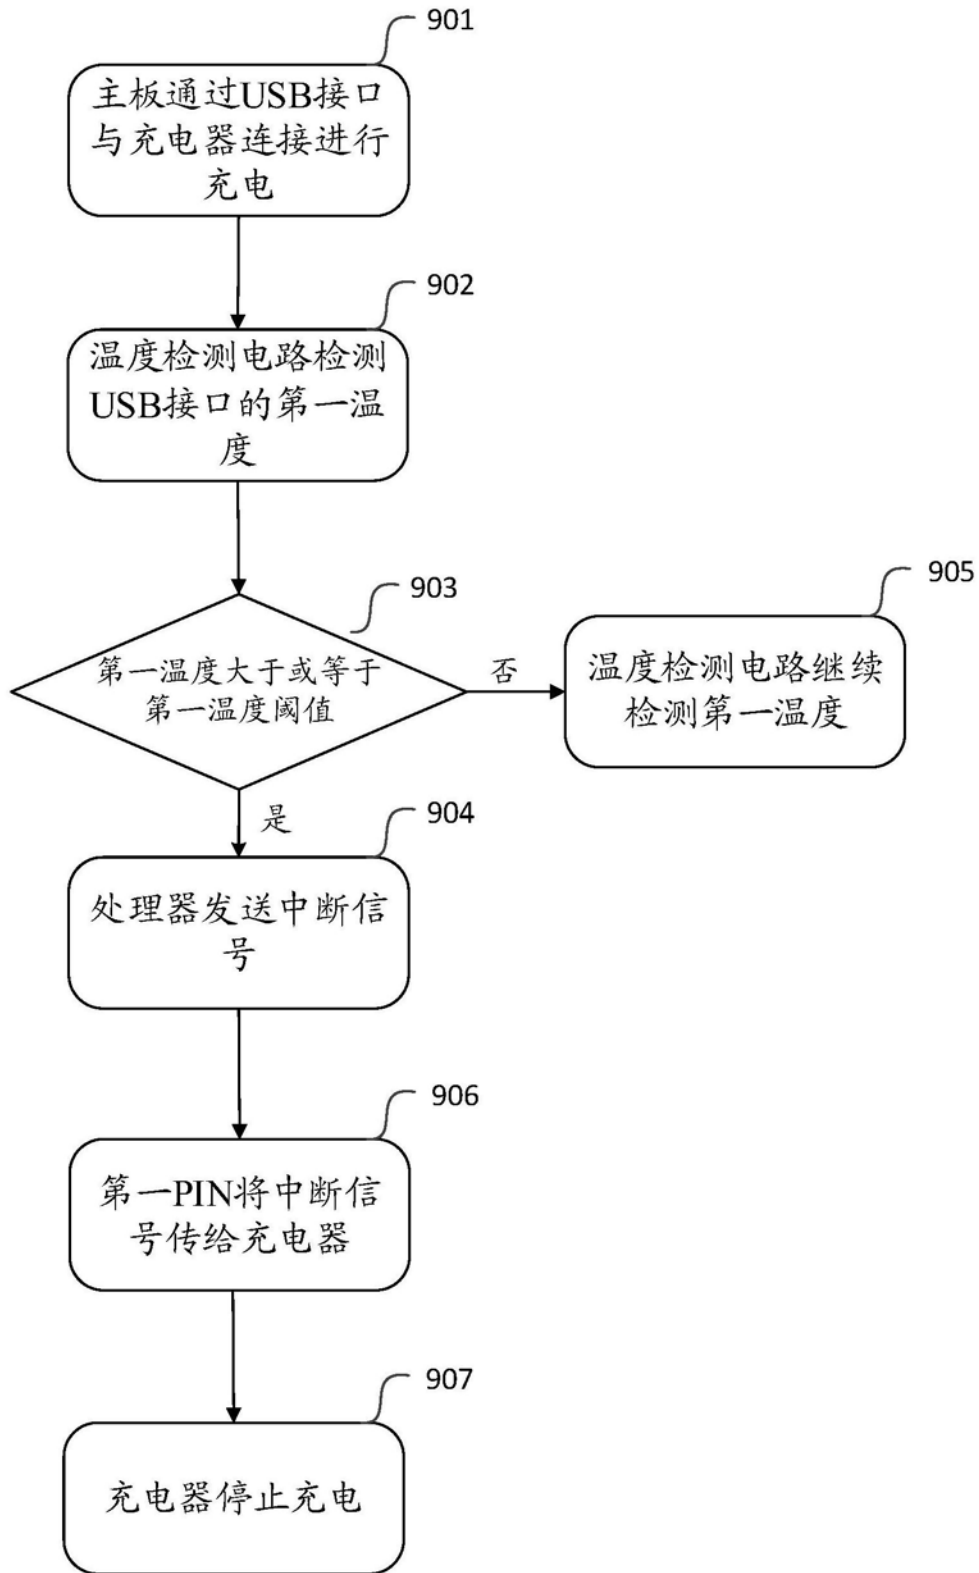 901
主板通过USB接口
与充电器连接进行
充电
902
温度检测电路检测
USB接口的第一温
度
903
第一温度大于或等于
第一温度阈值
否
905
温度检测电路继续
检测第一温度
是
904
处理器发送中断信
号
906
第一PIN将中断信
号传给充电器
907
充电器停止充电